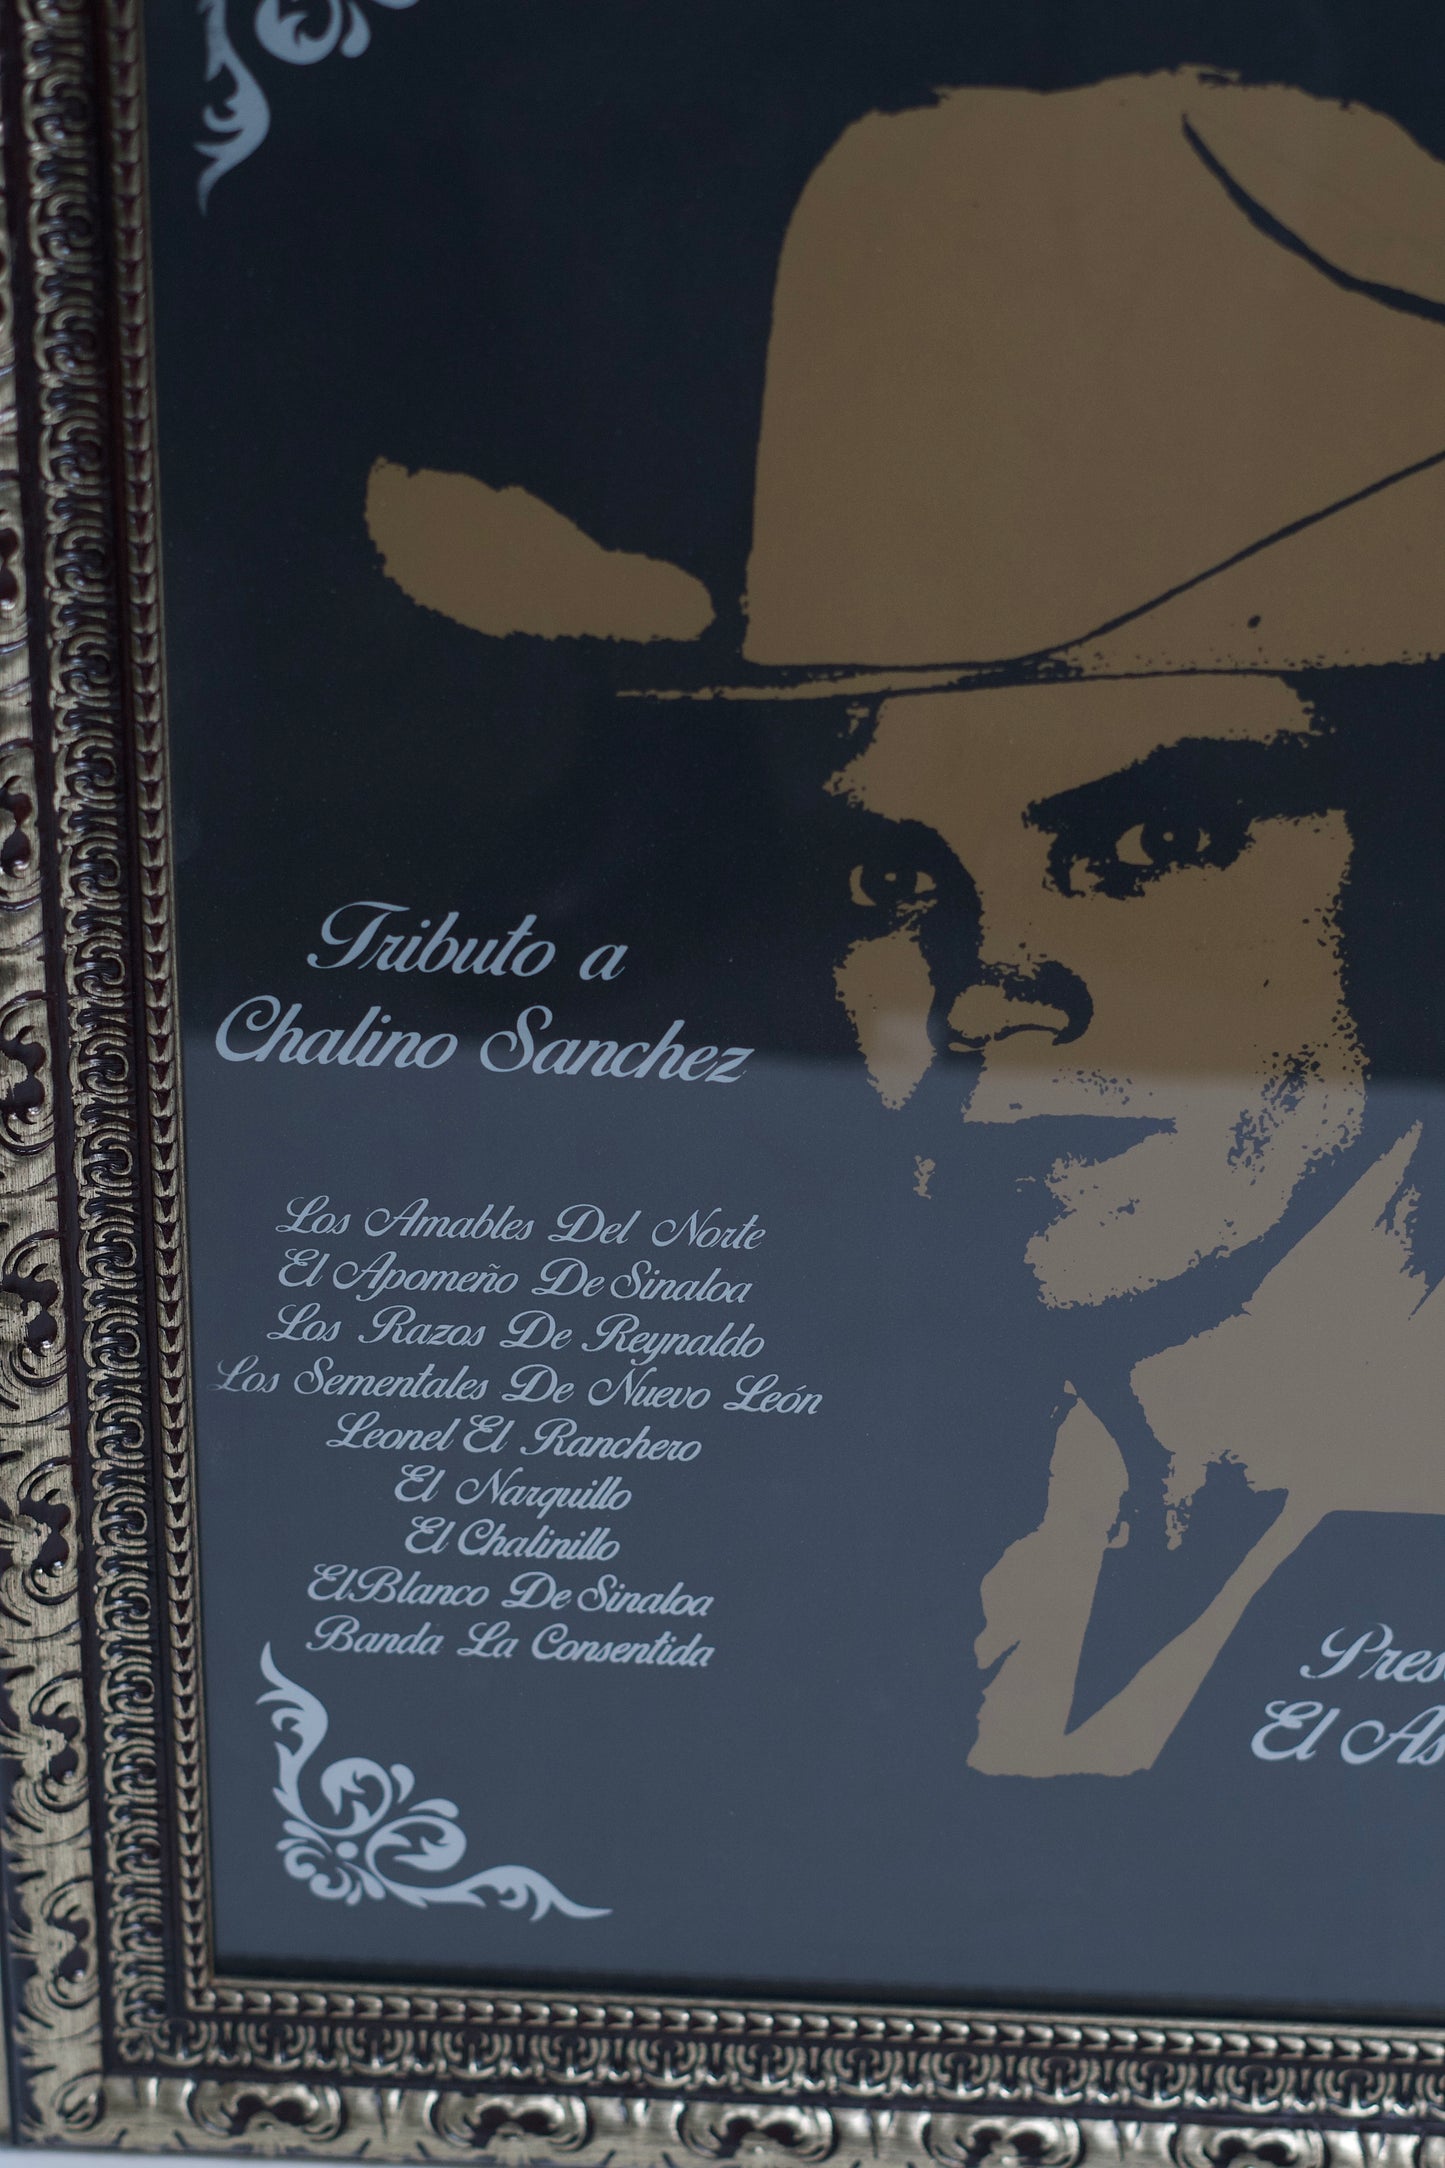 Tributo a
Chalino Sanchez
Los Amables Del Norte
El Apomeño De Sinaloa
Los Razos De Reynaldo
Los Sementales De Nuevo León
Leonel El Ranchero
El Narquillo
El Chalinillo
El Blanco De Sinaloa
Banda La Consentida
El